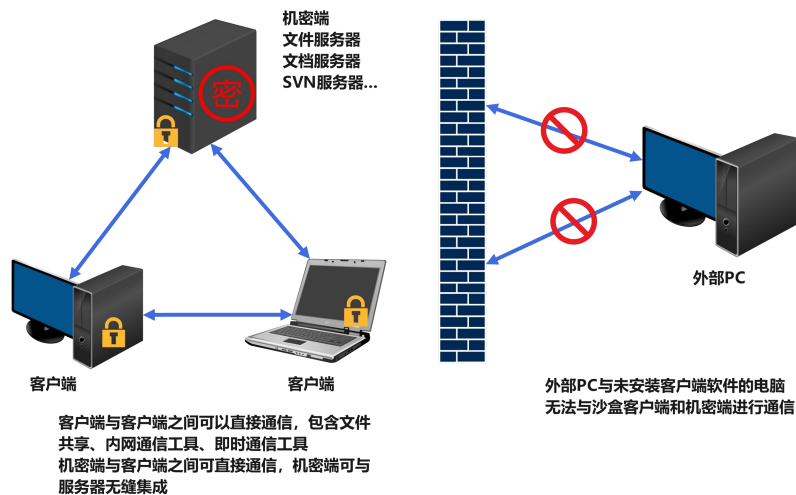 机密端
文件服务器
文档服务器
SVN服务器...
密
客户端
客户端
客户端与客户端之间可以直接通信，包含文件
共享、内网通信工具、即时通信工具
机密端与客户端之间可直接通信，机密端可与
服务器无缝集成
外部PC
外部PC与未安装客户端软件的电脑
无法与沙盒客户端和机密端进行通信